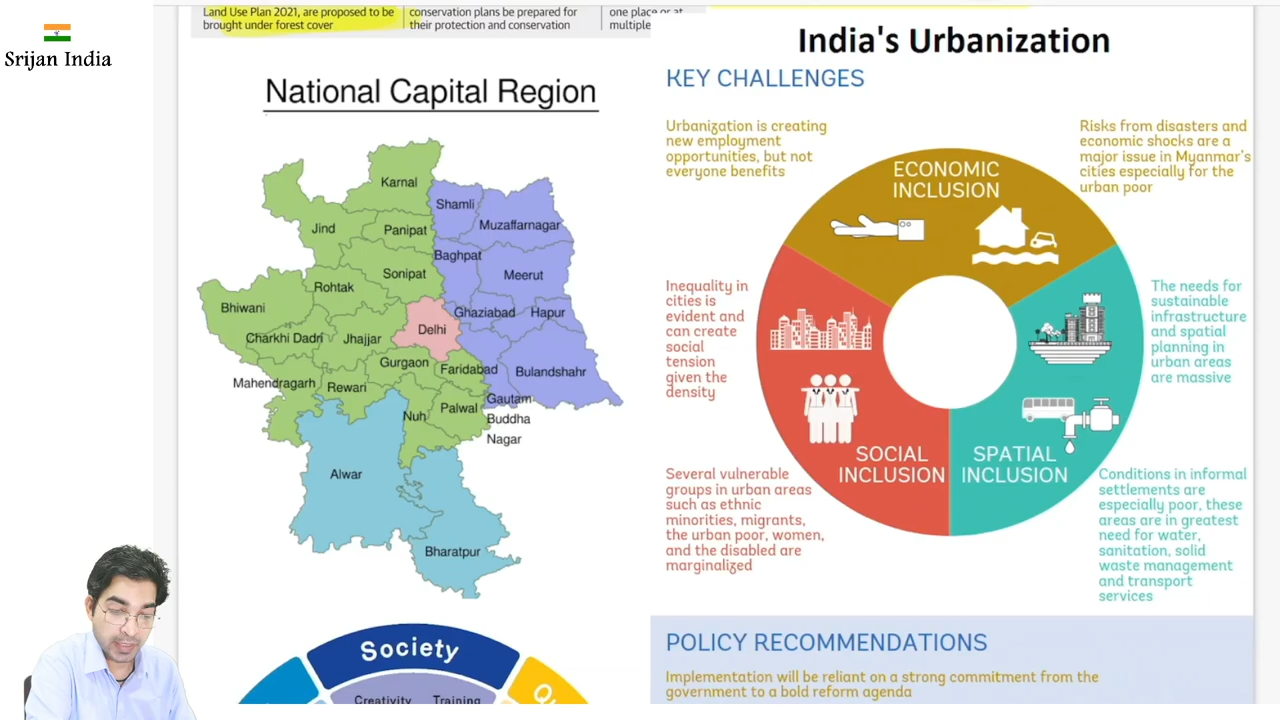 Land Use Plan 2021, are proposed to be
brought under forest cover
conservation plans be prepared for
their protection and conservation
one place or at
multiple
Srijan India
National Capital Region
Karnal
Shamli
Muzaffarnagar
Jind
Panipat
Baghpat
Sonipat
Meerut
Rohtak
Bhiwani
Ghaziabad
Hapur
Delhi
Charkhi Dadri
Jhajjar
Gurgaon
Faridabad
Bulandshahr
Mahendragarh
Rewari
Gautam
Buddha
Nagar
Nuh
Palwal
Alwar
Bharatpur
Society
Creativity
Training
India's Urbanization
KEY CHALLENGES
Urbanization is creating
new employment
opportunities, but not
everyone benefits
Risks from disasters and
economic shocks are a
major issue in Myanmar's
cities especially for the
urban poor
ECONOMIC
INCLUSION
Inequality in
cities is
evident and
can create
social
tension
given the
density
The needs for
sustainable
infrastructure
and spatial
planning in
urban areas
are massive
SOCIAL
INCLUSION
SPATIAL
INCLUSION
Several vulnerable
groups in urban areas
such as ethnic
minorities, migrants,
the urban poor, women,
and the disabled are
marginalized
Conditions in informal
settlements are
especially poor, these
areas are in greatest
need for water,
sanitation, solid
waste management
and transport
services
POLICY RECOMMENDATIONS
Implementation will be reliant on a strong commitment from the
government to a bold reform agenda